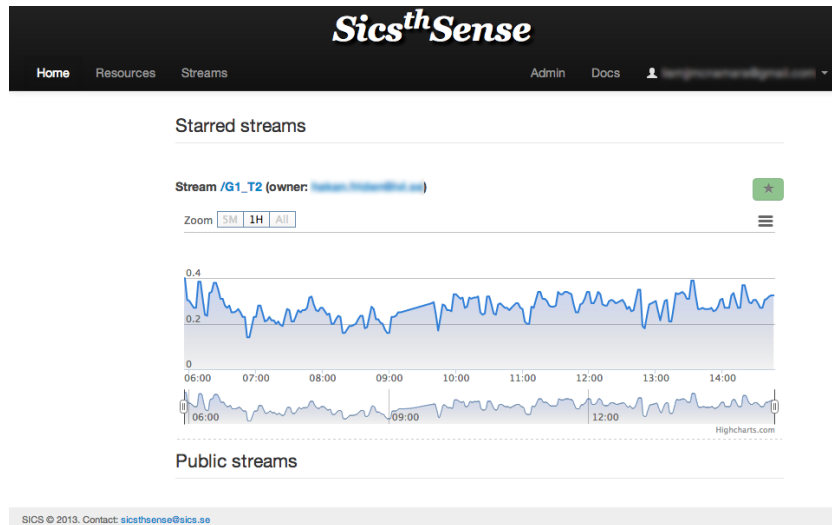 SicsthSense
Home Resources Streams Admin Docs
Starred streams
Stream /G1_T2 (owner: )
Zoom 5M 1H All
0.4
0.2
0
06:00 07:00 08:00 09:00 10:00 11:00 12:00 13:00 14:00
06:00 09:00 12:00
Highcharts.com
Public streams
SICS © 2013. Contact: sicsthsense@sics.se